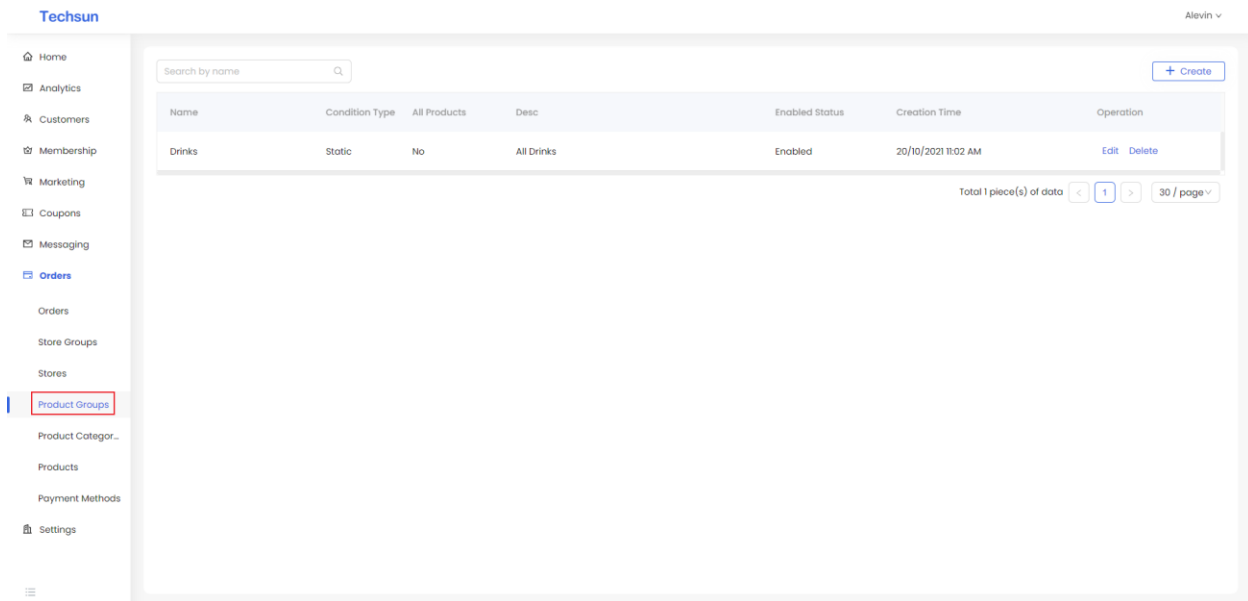 Techsun
Alevin
Home
Analytics
Customers
Membership
Marketing
Coupons
Messaging
Orders
Orders
Store Groups
Stores
Product Groups
Product Categor...
Products
Payment Methods
Settings
Search by name
+ Create
Name Condition Type All Products Desc Enabled Status Creation Time Operation
Drinks Static No All Drinks Enabled 20/10/2021 11:02 AM Edit Delete
Total 1 piece(s) of data < 1 > 30 / page